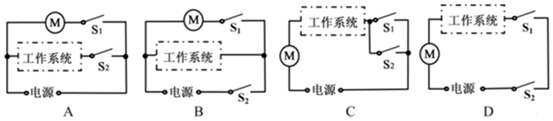 M S₁
工作系统 S₂
电源
A
M S₁
工作系统
电源 S₂
B
工作系统 S₁
M S₂
电源
C
工作系统 S₁
M
电源 S₂
D